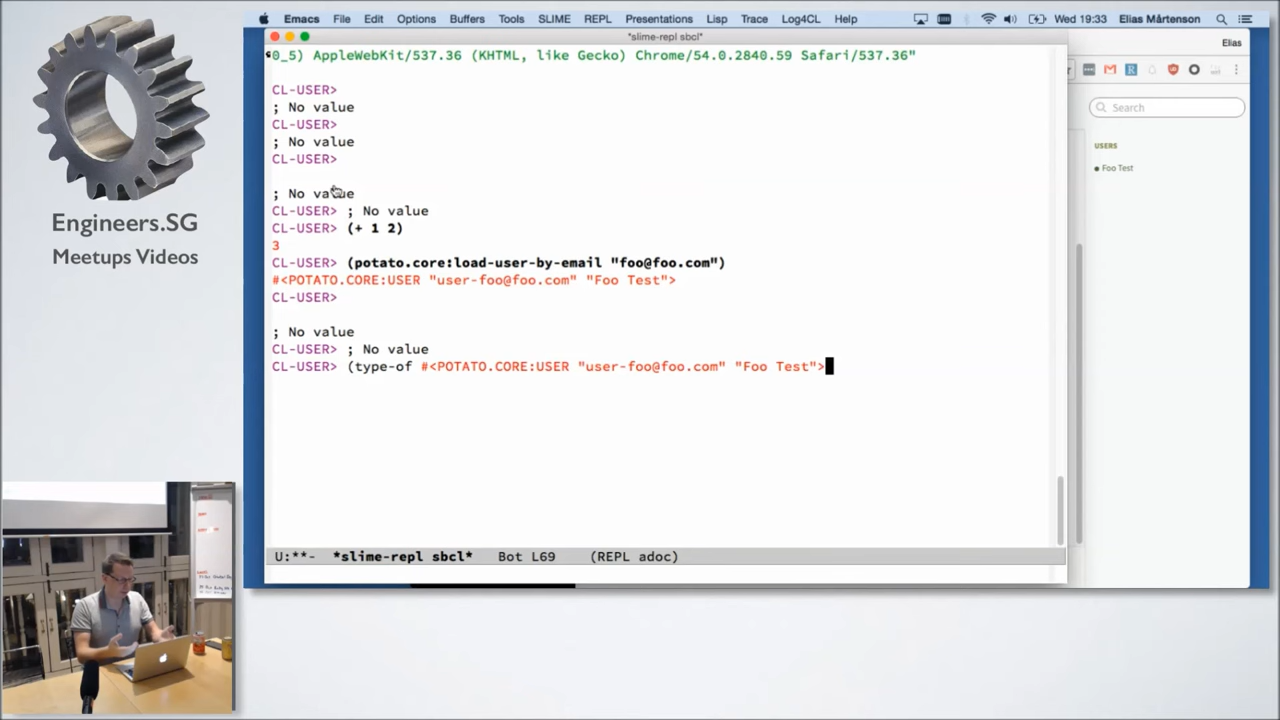 Emacs File Edit Options Buffers Tools SLIME REPL Presentations Lisp Trace Log4CL Help Wed 19:33 Elias Mårtenson
*slime-repl sbcl*
Elias
0_5) AppleWebKit/537.36 (KHTML, like Gecko) Chrome/54.0.2840.59 Safari/537.36"
CL-USER>
; No value
CL-USER>
; No value
CL-USER>
; No value
CL-USER> ; No value
CL-USER> (+ 1 2)
3
CL-USER> (potato.core:load-user-by-email "foo@foo.com")
#<POTATO.CORE:USER "user-foo@foo.com" "Foo Test">
CL-USER>
; No value
CL-USER> ; No value
CL-USER> (type-of #<POTATO.CORE:USER "user-foo@foo.com" "Foo Test">
U:**- *slime-repl sbcl* Bot L69 (REPL adoc)
Search
USERS
Foo Test
Engineers.SG
Meetups Videos